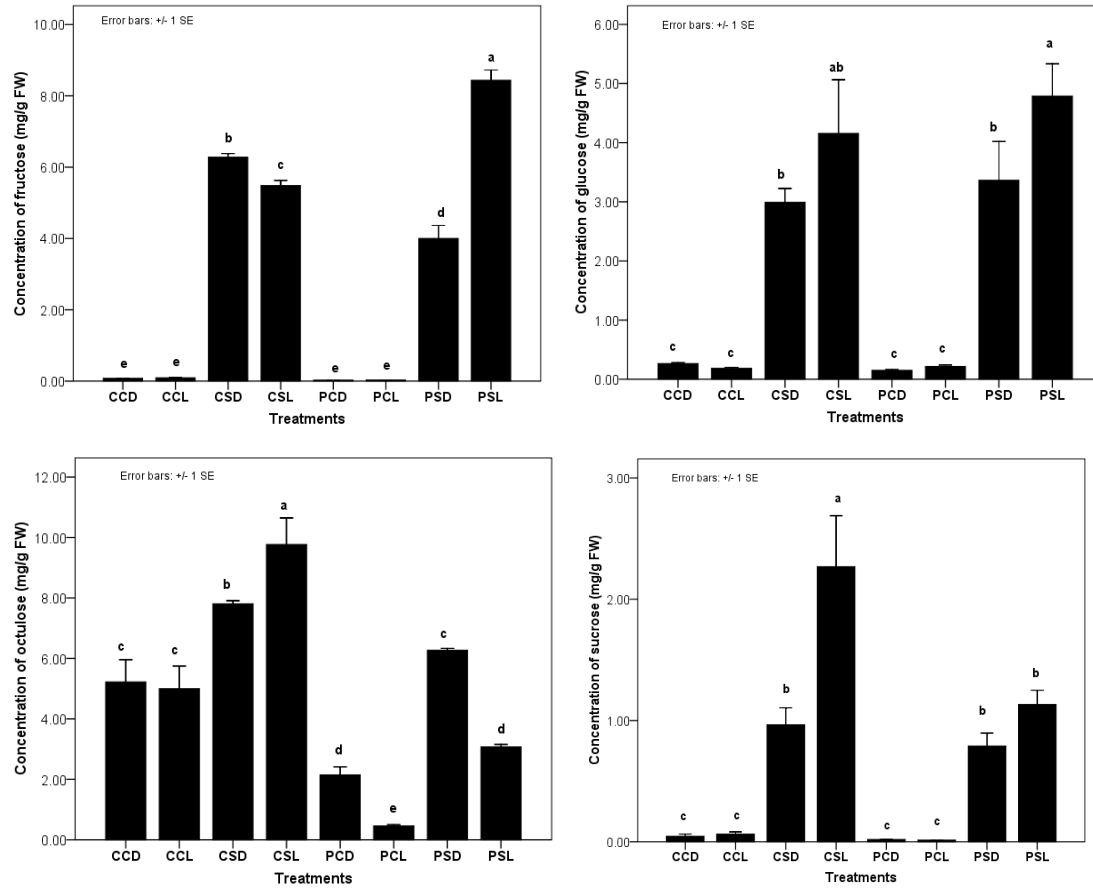 Error bars: +/- 1 SE
Concentration of fructose (mg/g FW)
10.00
8.00
6.00
4.00
2.00
0.00
e
e
b
c
e
e
d
a
CCD CCL CSD CSL PCD PCL PSD PSL
Treatments
Error bars: +/- 1 SE
Concentration of glucose (mg/g FW)
6.00
5.00
4.00
3.00
2.00
1.00
0.00
c
c
b
ab
c
c
b
a
CCD CCL CSD CSL PCD PCL PSD PSL
Treatments
Error bars: +/- 1 SE
Concentration of octulose (mg/g FW)
12.00
10.00
8.00
6.00
4.00
2.00
0.00
c
c
b
a
d
e
c
d
CCD CCL CSD CSL PCD PCL PSD PSL
Treatments
Error bars: +/- 1 SE
Concentration of sucrose (mg/g FW)
3.00
2.00
1.00
0.00
c
c
b
a
c
c
b
b
CCD CCL CSD CSL PCD PCL PSD PSL
Treatments